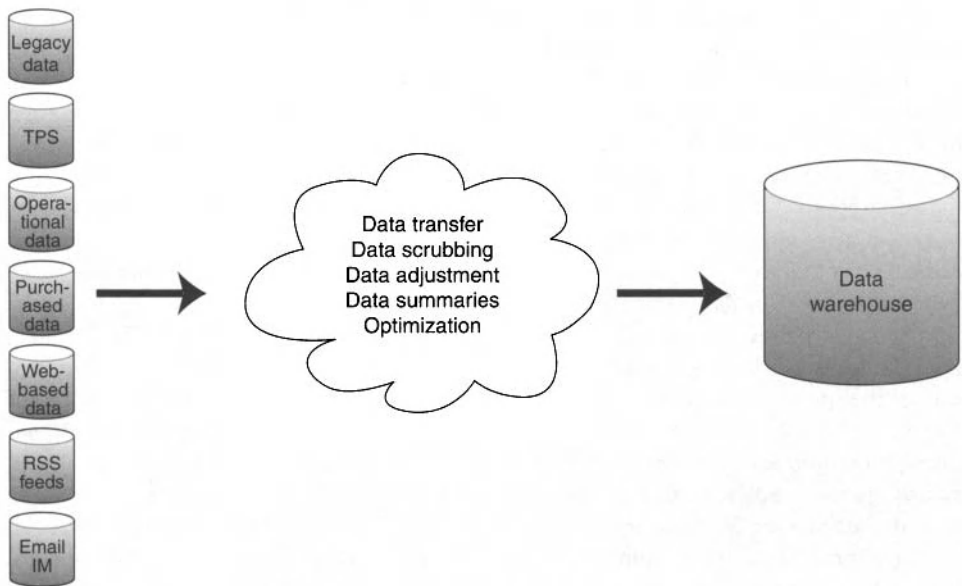 Legacy
data
TPS
Opera-
tional
data
Purch-
ased
data
Web-
based
data
RSS
feeds
Email
IM
Data transfer
Data scrubbing
Data adjustment
Data summaries
Optimization
Data
warehouse